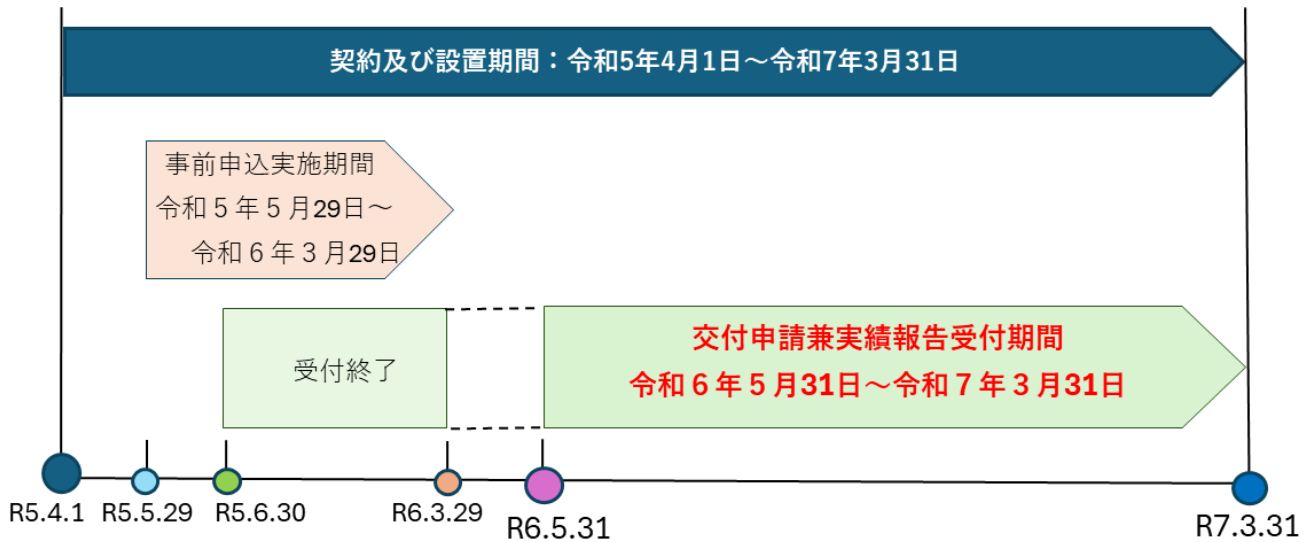 契約及び設置期間：令和5年4月1日～令和7年3月31日
事前申込実施期間
令和５年５月29日～
令和６年３月29日
受付終了
交付申請兼実績報告受付期間
令和６年５月31日～令和７年３月31日
R5.4.1 R5.5.29 R5.6.30 R6.3.29 R6.5.31 R7.3.31